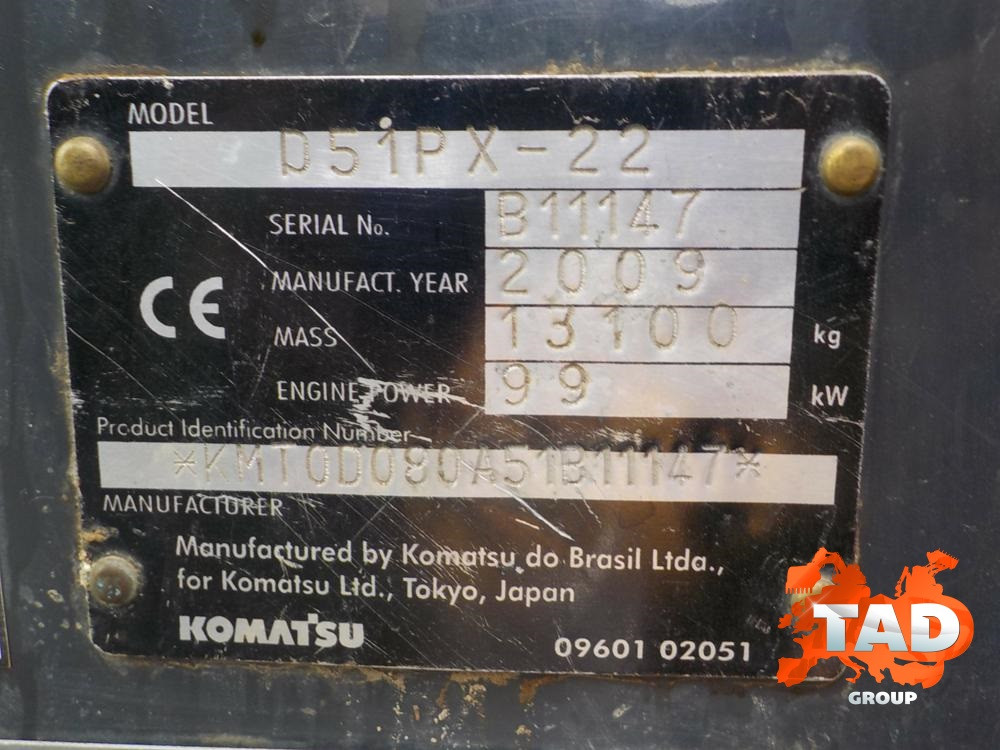 MODEL
D51PX-22
SERIAL No. B11147
MANUFACT. YEAR 2009
MASS 13100 kg
ENGINE POWER 99 kW
CE
Product Identification Number
*KMT0D080A51B11147*
MANUFACTURER
Manufactured by Komatsu do Brasil Ltda.,
for Komatsu Ltd., Tokyo, Japan
KOMATSU
09601 02051
TAD
GROUP